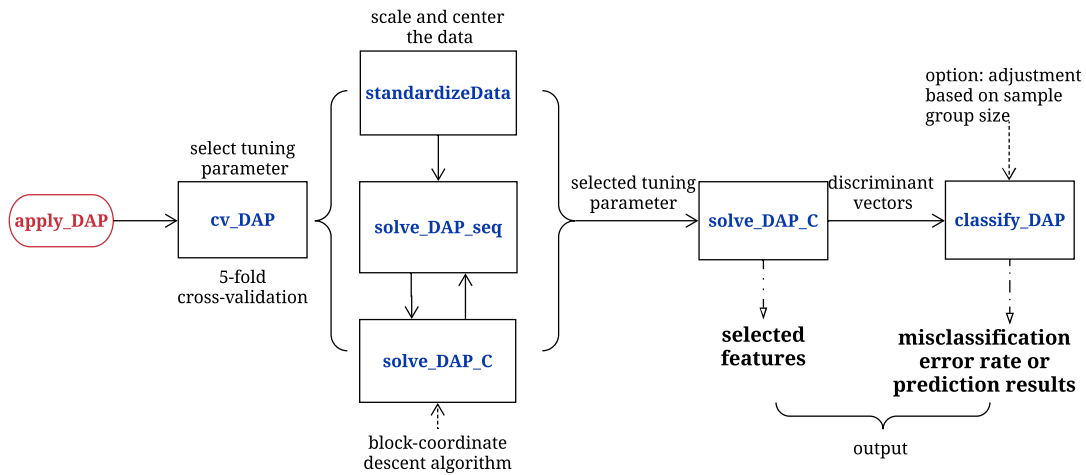 apply_DAP
select tuning
parameter
cv_DAP
5-fold
cross-validation
scale and center
the data
standardizeData
solve_DAP_seq
solve_DAP_C
block-coordinate
descent algorithm
selected tuning
parameter
solve_DAP_C
selected
features
discriminant
vectors
option: adjustment
based on sample
group size
classify_DAP
misclassification
error rate or
prediction results
output